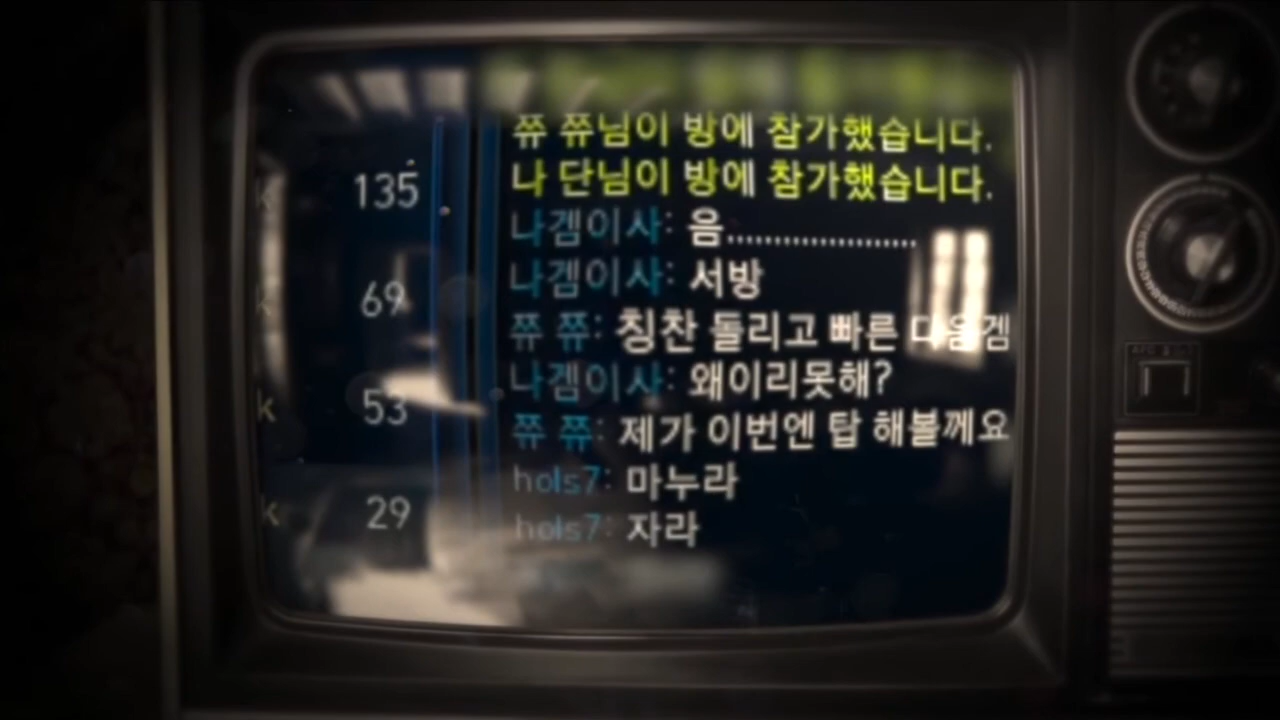 쮸 쮸님이 방에 참가했습니다.
나 단님이 방에 참가했습니다.
나겜이사: 음...................
나겜이사: 서방
쮸 쮸: 칭찬 돌리고 빠른 다음겜
나겜이사: 왜이리못해?
쮸 쮸: 제가 이번엔 탑 해볼께요
hols7: 마누라
hols7: 자라
k 135
k 69
k 53
k 29